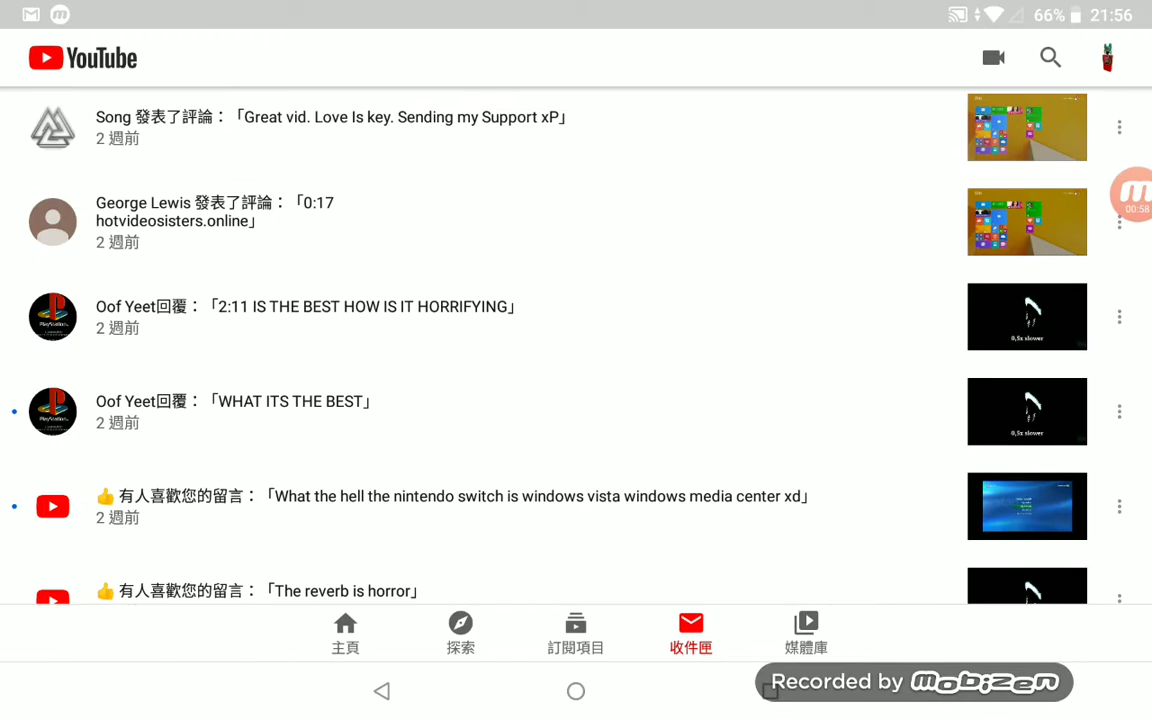 66% 21:56
YouTube
Song 發表了評論：「Great vid. Love Is key. Sending my Support xP」
2 週前
George Lewis 發表了評論：「0:17
hotvideosisters.online」
2 週前
00:58
Oof Yeet回覆：「2:11 IS THE BEST HOW IS IT HORRIFYING」
2 週前
0,5x slower
Oof Yeet回覆：「WHAT ITS THE BEST」
2 週前
0,5x slower
👍 有人喜歡您的留言：「What the hell the nintendo switch is windows vista windows media center xd」
2 週前
👍 有人喜歡您的留言：「The reverb is horror」
主頁 探索 訂閱項目 收件匣 媒體庫
Recorded by mobizen